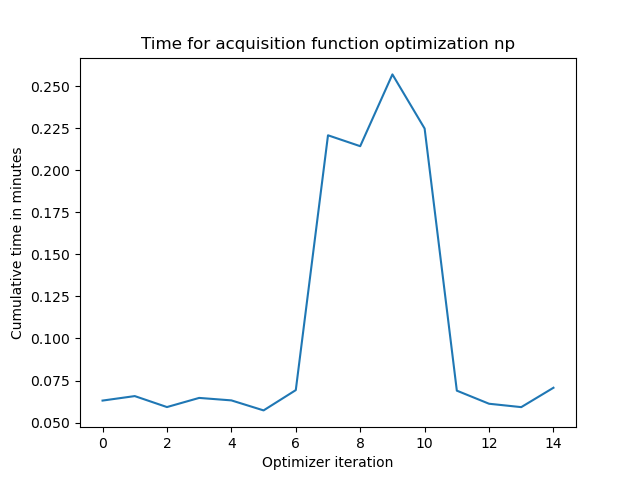 Time for acquisition function optimization np
Cumulative time in minutes
0.250
0.225
0.200
0.175
0.150
0.125
0.100
0.075
0.050
0 2 4 6 8 10 12 14
Optimizer iteration